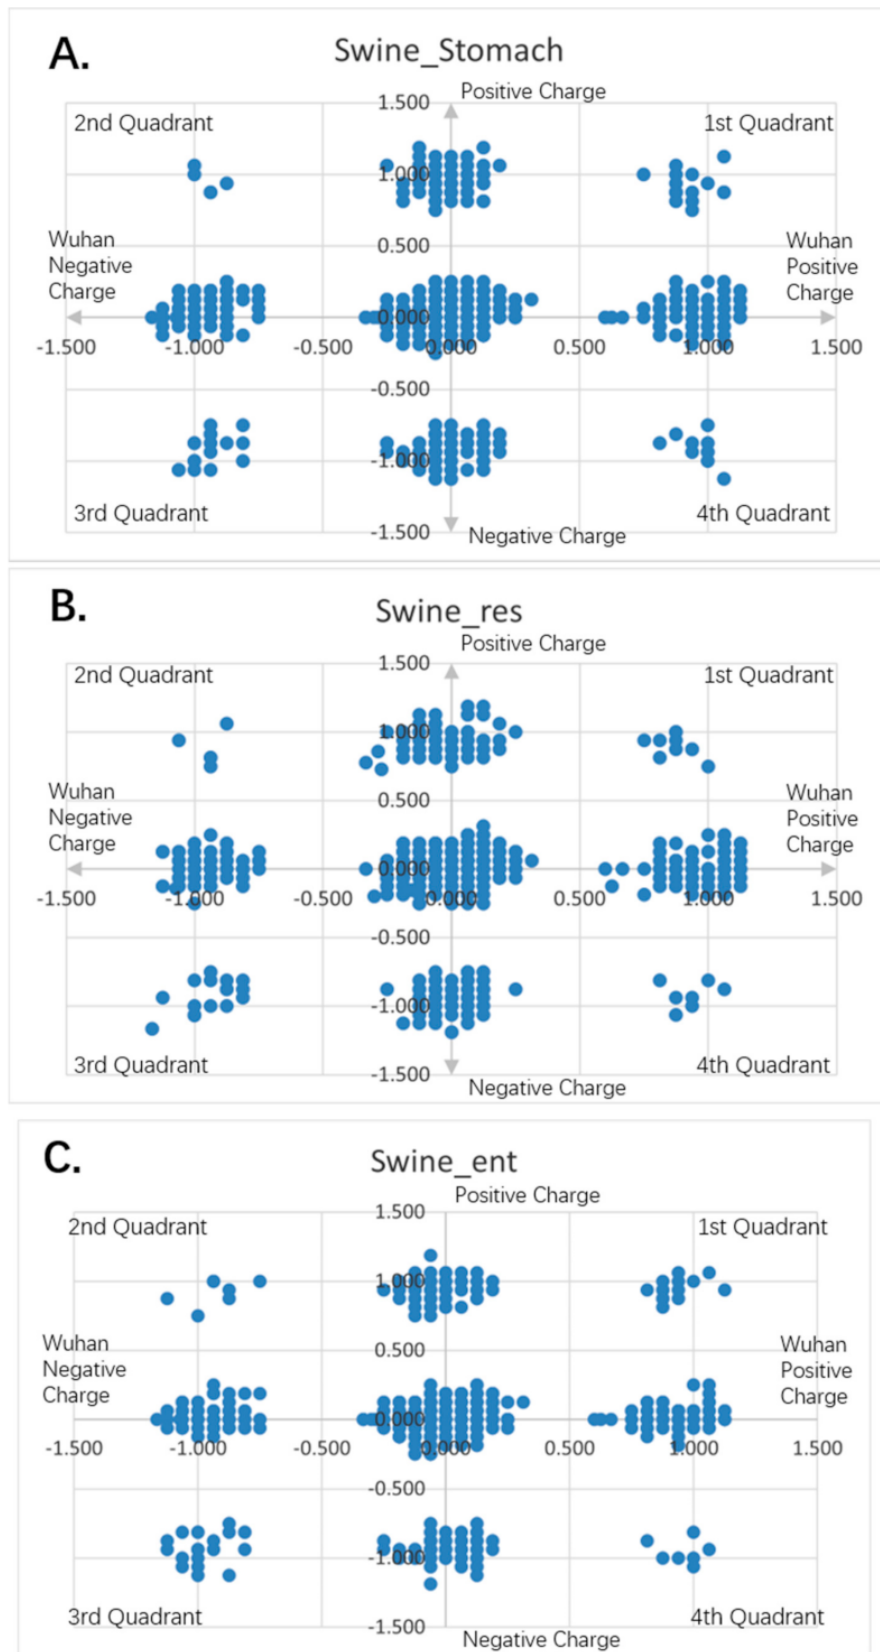 A.
Swine_Stomach
Positive Charge
1.500
2nd Quadrant
1st Quadrant
1.000
Wuhan
Negative
Charge
0.500
Wuhan
Positive
Charge
0.000
-1.500 -1.000 -0.500 0.000 0.500 1.000 1.500
-0.500
-1.000
3rd Quadrant
4th Quadrant
-1.500
Negative Charge
B.
Swine_res
Positive Charge
1.500
2nd Quadrant
1st Quadrant
1.000
Wuhan
Negative
Charge
0.500
Wuhan
Positive
Charge
0.000
-1.500 -1.000 -0.500 0.000 0.500 1.000 1.500
-0.500
-1.000
3rd Quadrant
4th Quadrant
-1.500
Negative Charge
C.
Swine_ent
Positive Charge
1.500
2nd Quadrant
1st Quadrant
1.000
Wuhan
Negative
Charge
0.500
Wuhan
Positive
Charge
0.000
-1.500 -1.000 -0.500 0.000 0.500 1.000 1.500
-0.500
-1.000
3rd Quadrant
4th Quadrant
-1.500
Negative Charge